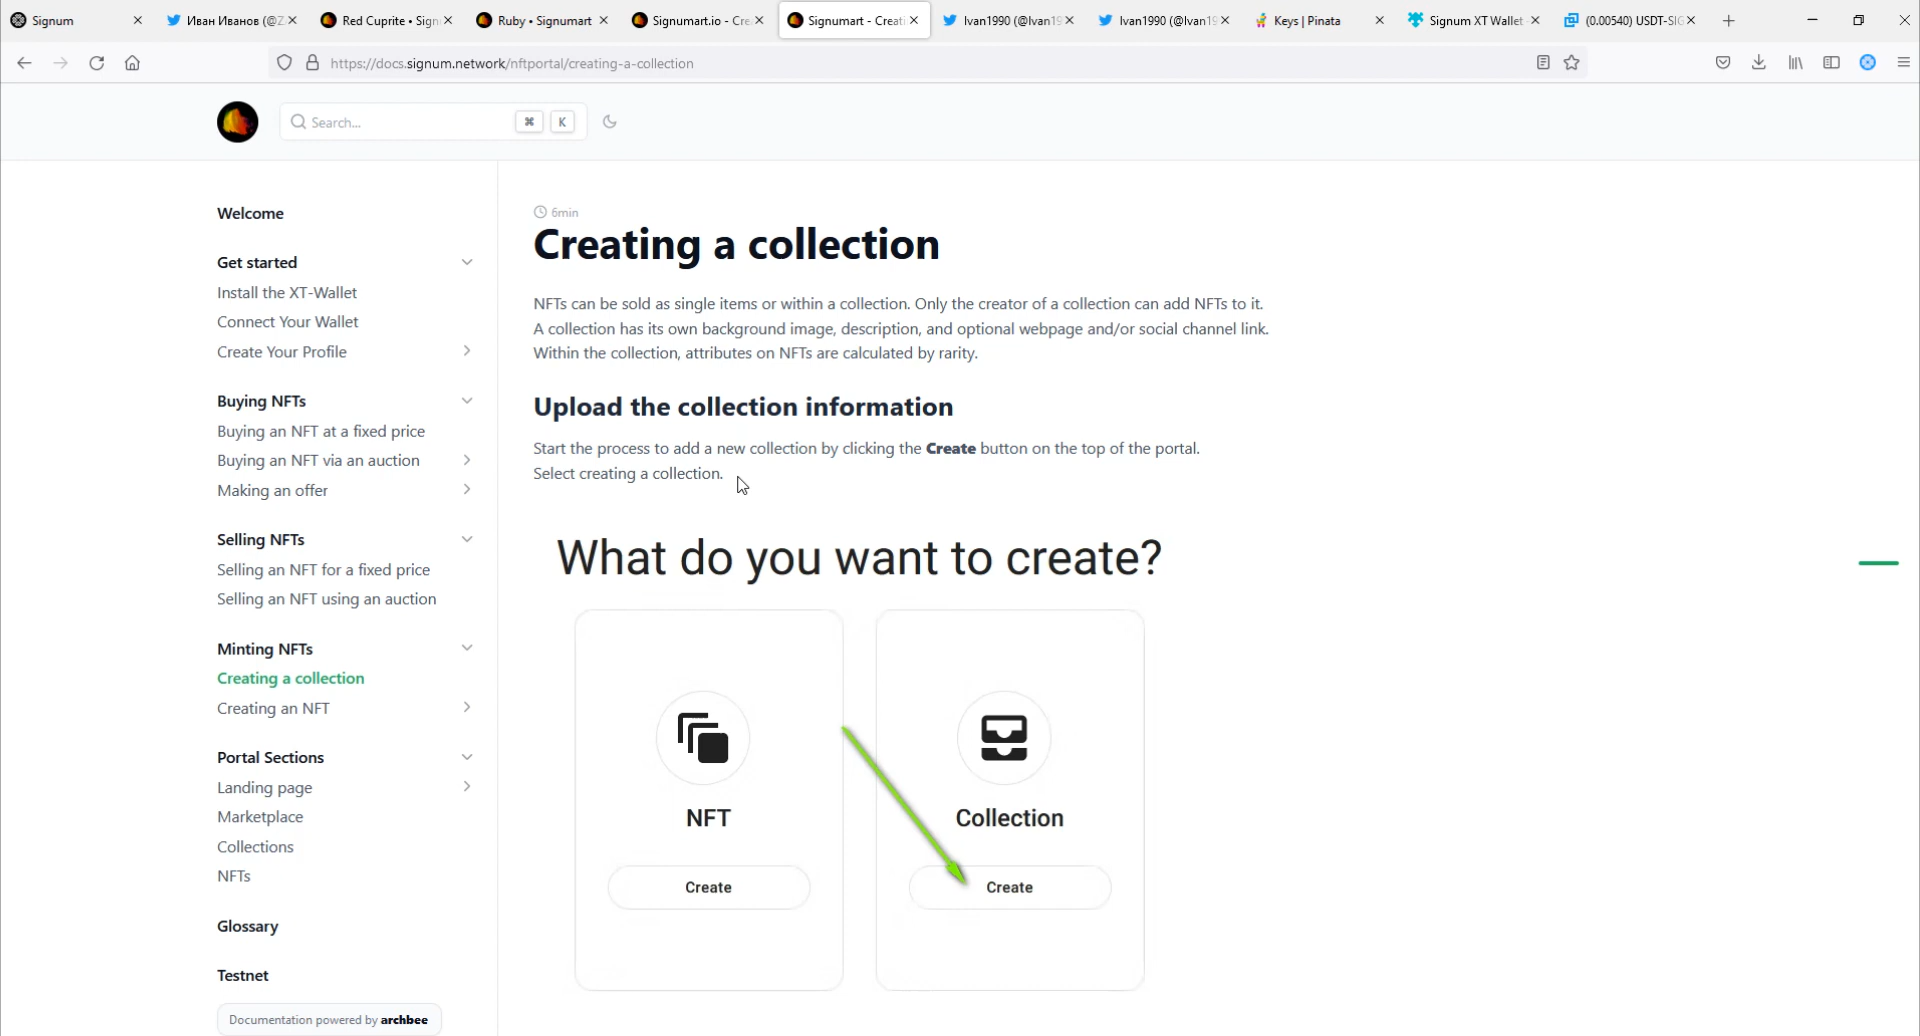 Signum
Иван Иванов (@Z
Red Cuprite • Sign
Ruby • Signumart
Signumart.io - Cre
Signumart - Creati
Ivan1990 (@Ivan19
Ivan1990 (@Ivan19
Keys | Pinata
Signum XT Wallet
(0.00540) USDT-SIG
https://docs.signum.network/nftportal/creating-a-collection
Search...
⌘ K
Welcome
Get started
Install the XT-Wallet
Connect Your Wallet
Create Your Profile
Buying NFTs
Buying an NFT at a fixed price
Buying an NFT via an auction
Making an offer
Selling NFTs
Selling an NFT for a fixed price
Selling an NFT using an auction
Minting NFTs
Creating a collection
Creating an NFT
Portal Sections
Landing page
Marketplace
Collections
NFTs
Glossary
Testnet
Documentation powered by archbee
6min
Creating a collection
NFTs can be sold as single items or within a collection. Only the creator of a collection can add NFTs to it.
A collection has its own background image, description, and optional webpage and/or social channel link.
Within the collection, attributes on NFTs are calculated by rarity.
Upload the collection information
Start the process to add a new collection by clicking the Create button on the top of the portal.
Select creating a collection.
What do you want to create?
NFT
Create
Collection
Create